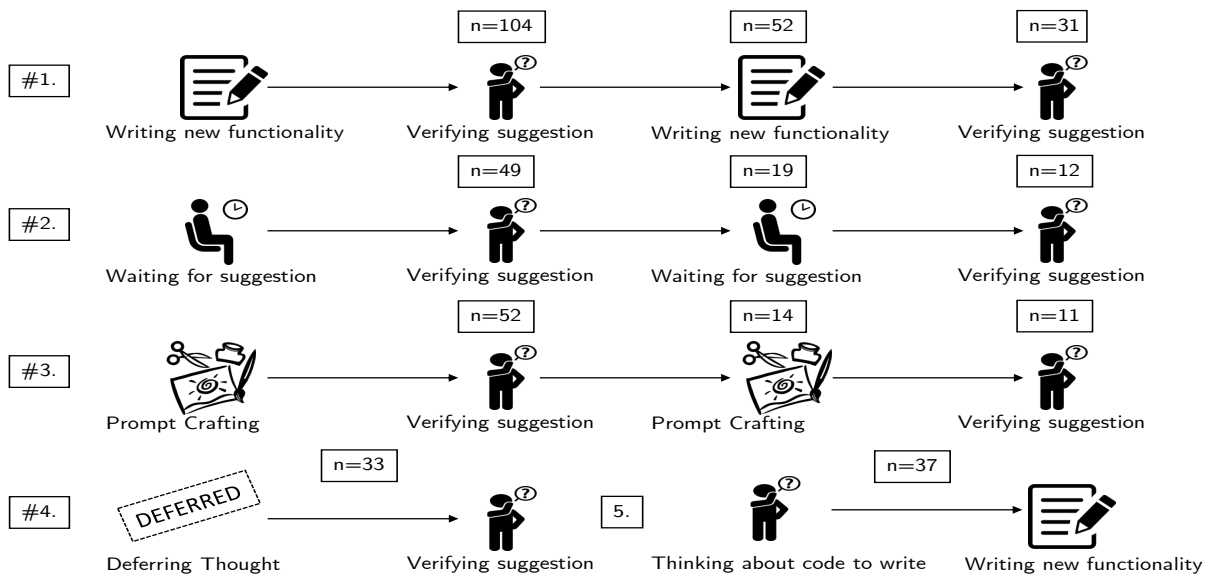 n=104 n=52 n=31
#1.
Writing new functionality Verifying suggestion Writing new functionality Verifying suggestion
n=49 n=19 n=12
#2.
Waiting for suggestion Verifying suggestion Waiting for suggestion Verifying suggestion
n=52 n=14 n=11
#3.
Prompt Crafting Verifying suggestion Prompt Crafting Verifying suggestion
n=33 n=37
#4. DEFERRED 5.
Deferring Thought Verifying suggestion Thinking about code to write Writing new functionality